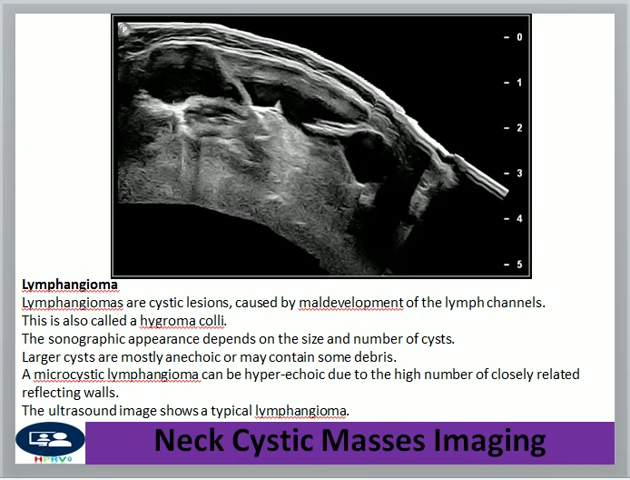 0
1
2
3
4
5
Lymphangioma
Lymphangiomas are cystic lesions, caused by maldevelopment of the lymph channels.
This is also called a hygroma colli.
The sonographic appearance depends on the size and number of cysts.
Larger cysts are mostly anechoic or may contain some debris.
A microcystic lymphangioma can be hyper-echoic due to the high number of closely related
reflecting walls.
The ultrasound image shows a typical lymphangioma.
Neck Cystic Masses Imaging